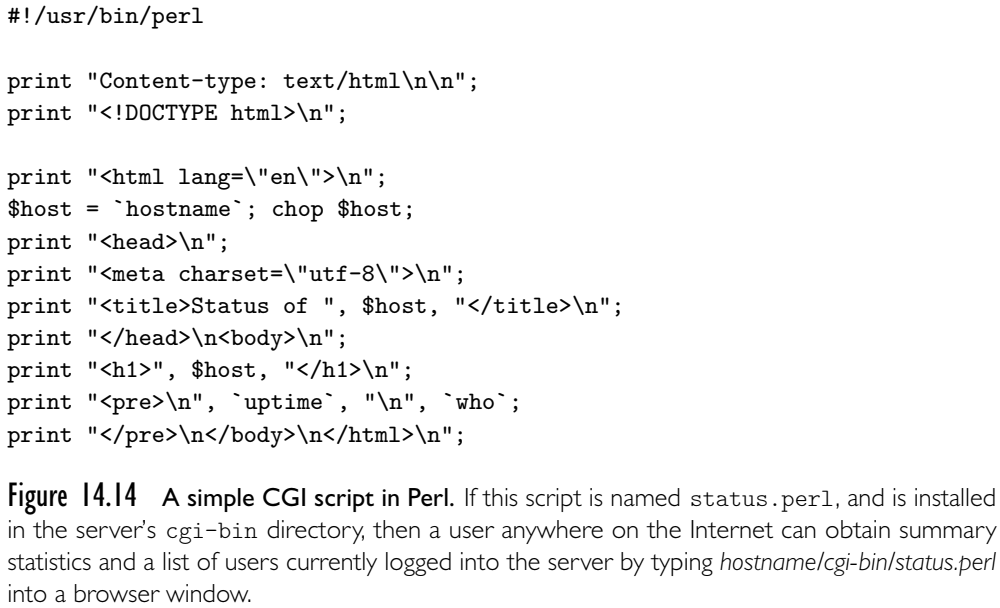 #!/usr/bin/perl
print "Content-type: text/html\n\n";
print "<!DOCTYPE html>\n";
print "<html lang=\"en\">\n";
$host = `hostname`; chop $host;
print "<head>\n";
print "<meta charset=\"utf-8\">\n";
print "<title>Status of ", $host, "</title>\n";
print "</head>\n<body>\n";
print "<h1>", $host, "</h1>\n";
print "<pre>\n", `uptime`, "\n", `who`;
print "</pre>\n</body>\n</html>\n";
Figure 14.14 A simple CGI script in Perl. If this script is named status.perl, and is installed
in the server's cgi-bin directory, then a user anywhere on the Internet can obtain summary
statistics and a list of users currently logged into the server by typing hostname/cgi-bin/status.perl
into a browser window.